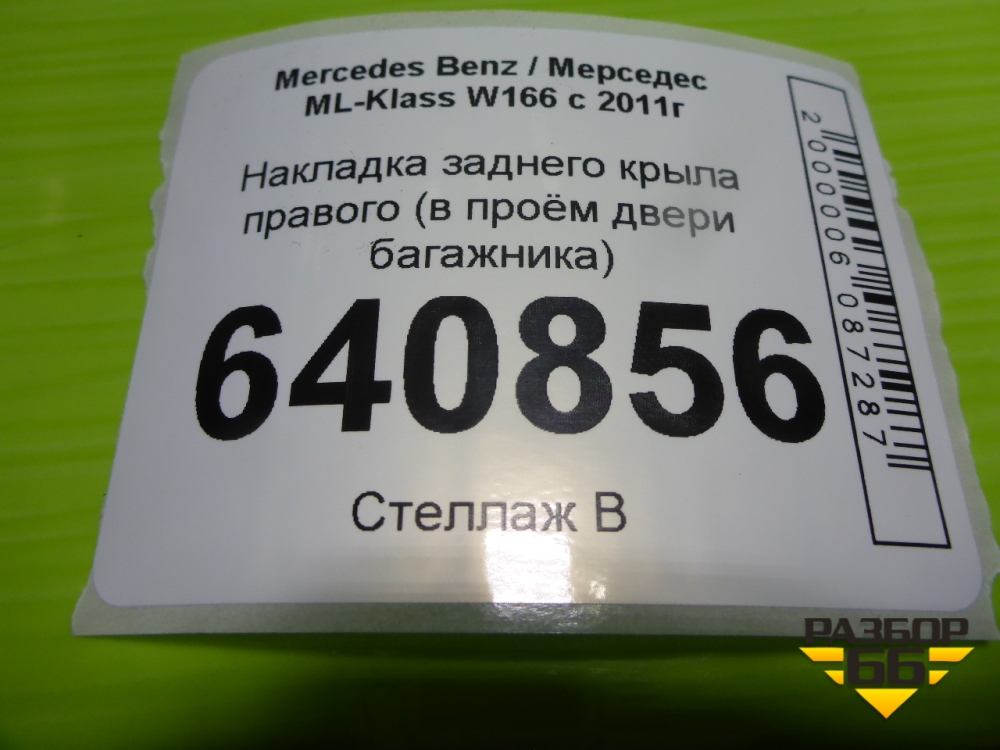 Mercedes Benz / Мерседес
ML-Klass W166 с 2011г
Накладка заднего крыла
правого (в проём двери
багажника)
640856
Стеллаж В
2000006087287
РАЗБОР
66